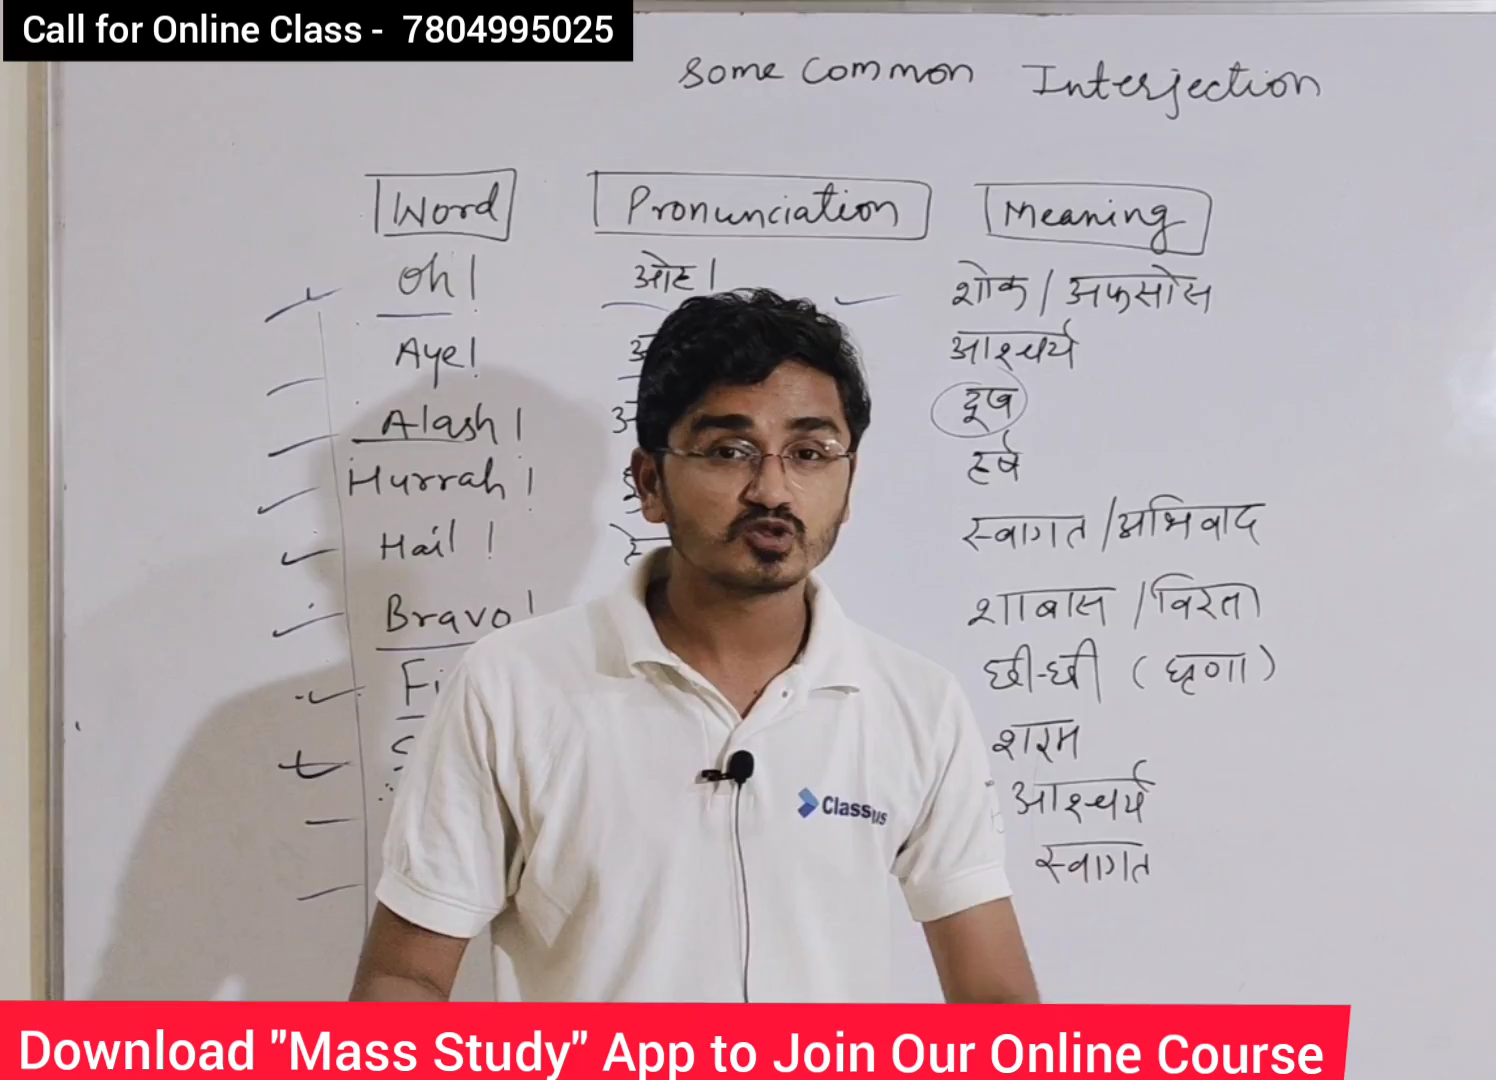 Call for Online Class - 7804995025
Some Common Interjection
Word Pronunciation Meaning
Oh! ओह! शोक / अफसोस
Aye! आश्चर्य
Alash! दूख
Hurrah! हर्ष
Hail! स्वागत / अभिवाद
Bravo! शाबास / विरता
छी-छी (घृणा)
शरम
आश्चर्य
स्वागत
Classplus
Download "Mass Study" App to Join Our Online Course